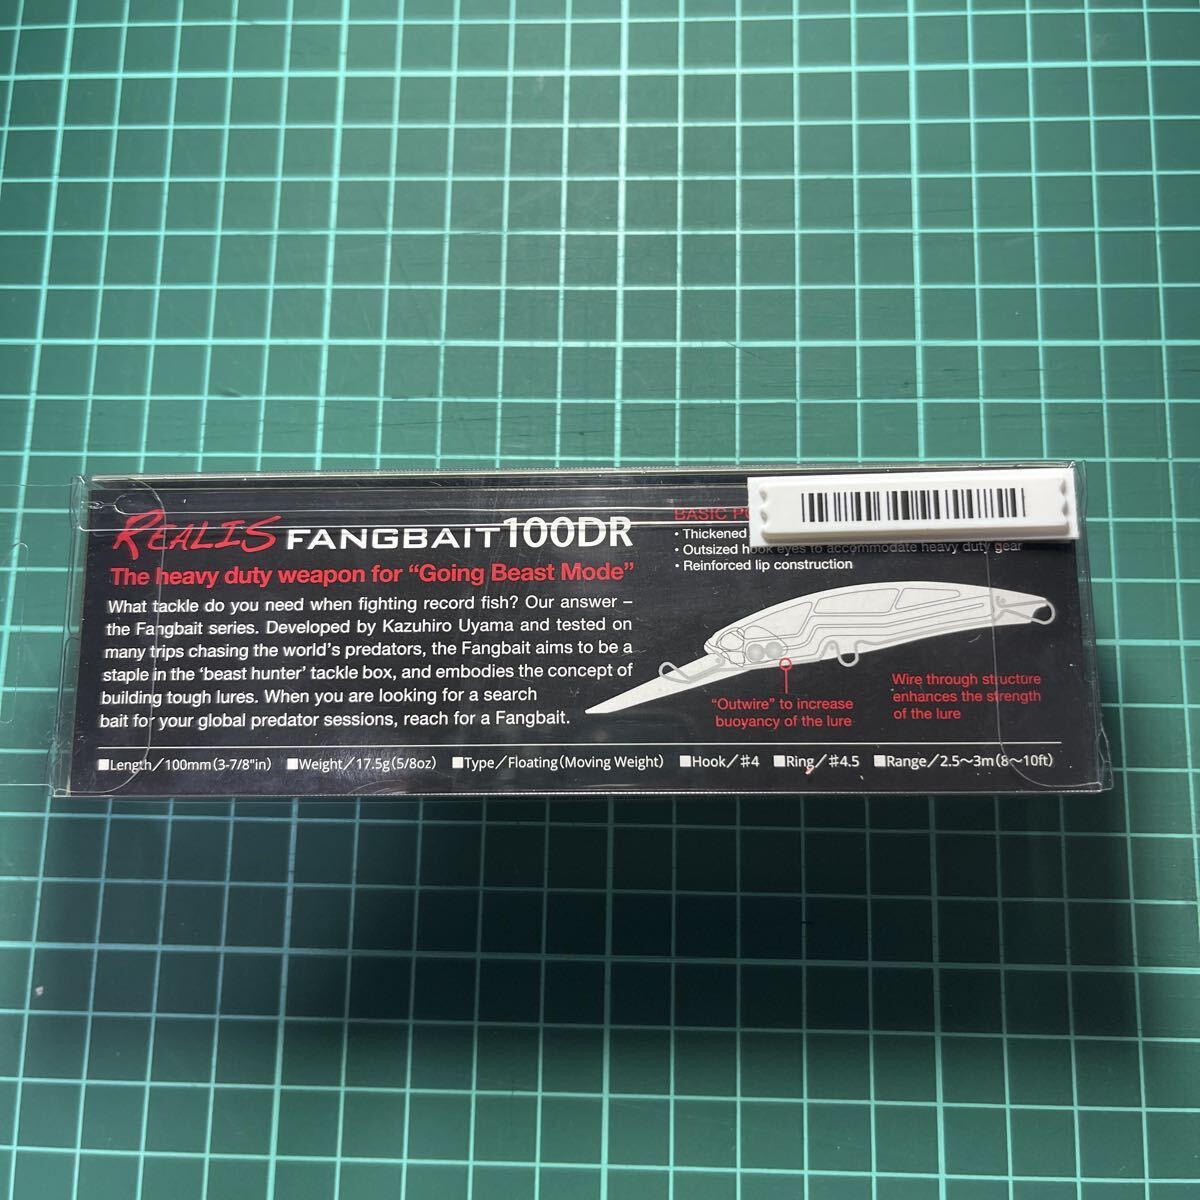 REALIS FANGBAIT 100DR
The heavy duty weapon for “Going Beast Mode”
What tackle do you need when fighting record fish? Our answer –
the Fangbait series. Developed by Kazuhiro Uyama and tested on
many trips chasing the world's predators, the Fangbait aims to be a
staple in the ‘beast hunter’ tackle box, and embodies the concept of
building tough lures. When you are looking for a search
bait for your global predator sessions, reach for a Fangbait.
BASIC
• Thickened
• Outsized hook eyes to accommodate heavy duty gear
• Reinforced lip construction
“Outwire” to increase
buoyancy of the lure
Wire through structure
enhances the strength
of the lure
■Length／100mm(3-7/8"in) ■Weight／17.5g(5/8oz) ■Type／Floating(Moving Weight) ■Hook／#4 ■Ring／#4.5 ■Range／2.5〜3m(8〜10ft)